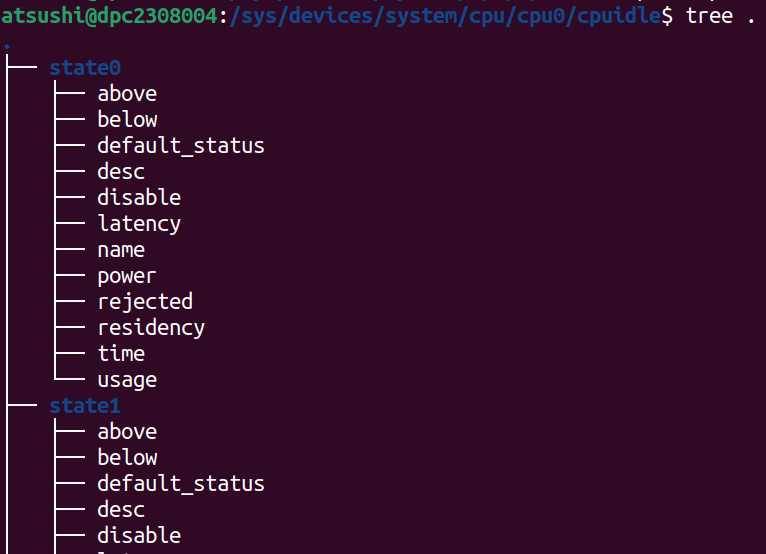 atsushi@dpc2308004:/sys/devices/system/cpu/cpu0/cpuidle$ tree .
.
├── state0
│   ├── above
│   ├── below
│   ├── default_status
│   ├── desc
│   ├── disable
│   ├── latency
│   ├── name
│   ├── power
│   ├── rejected
│   ├── residency
│   ├── time
│   └── usage
├── state1
│   ├── above
│   ├── below
│   ├── default_status
│   ├── desc
│   ├── disable